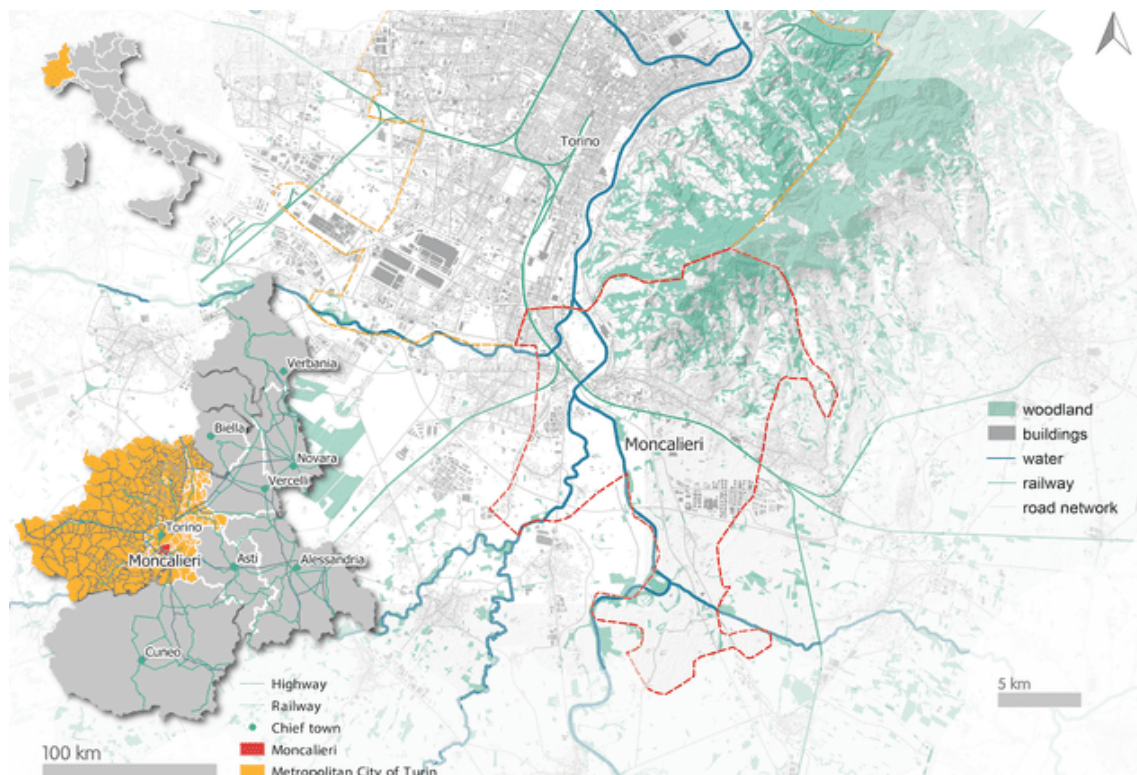 Torino
Verbania
Biella
Novara
Vercelli
Torino
Moncalieri
Asti
Alessandria
Cuneo
Moncalieri
woodland
buildings
water
railway
road network
5 km
Highway
Railway
Chief town
Moncalieri
Metropolitan City of Turin
100 km